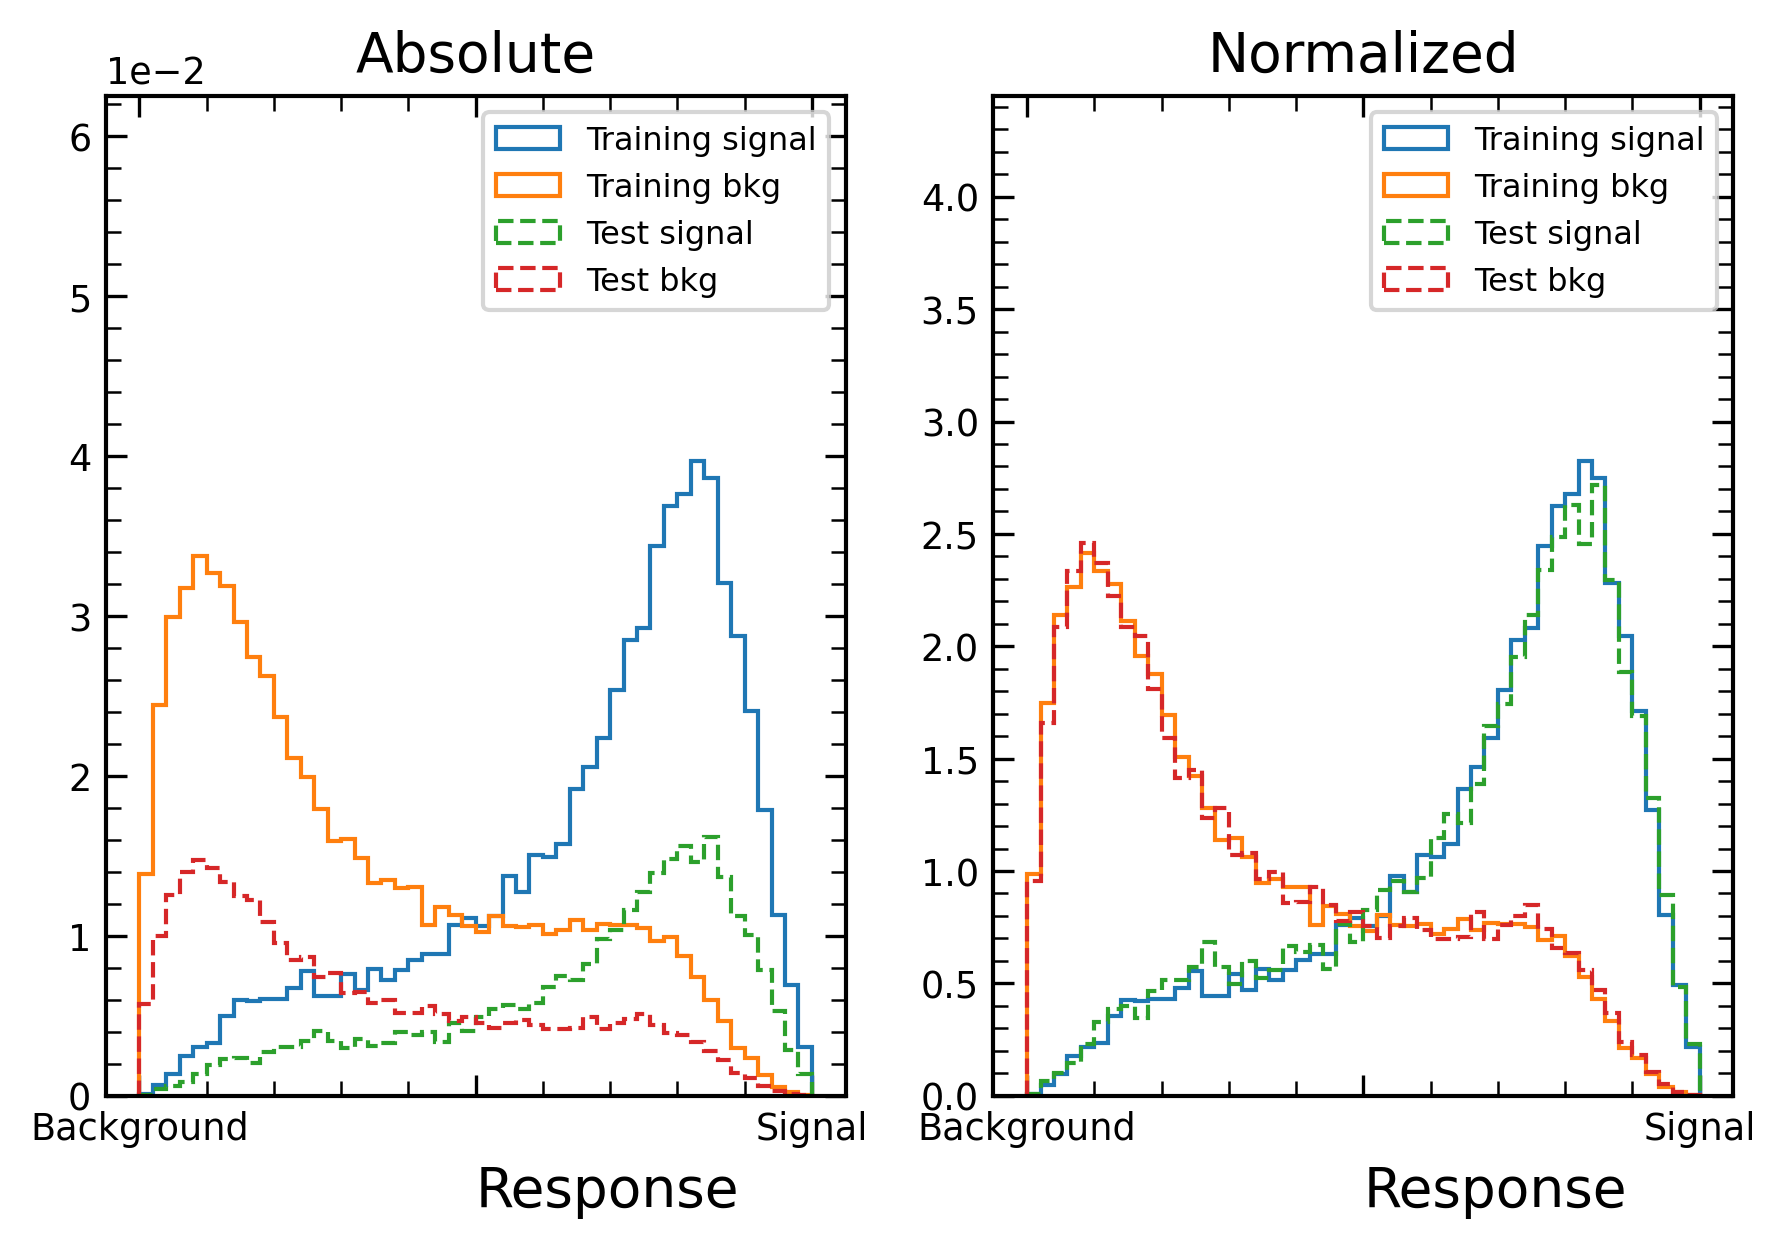 Absolute
1e−2
6
5
4
3
2
1
0
Training signal
Training bkg
Test signal
Test bkg
Background
Signal
Response
Normalized
4.0
3.5
3.0
2.5
2.0
1.5
1.0
0.5
0.0
Training signal
Training bkg
Test signal
Test bkg
Background
Signal
Response